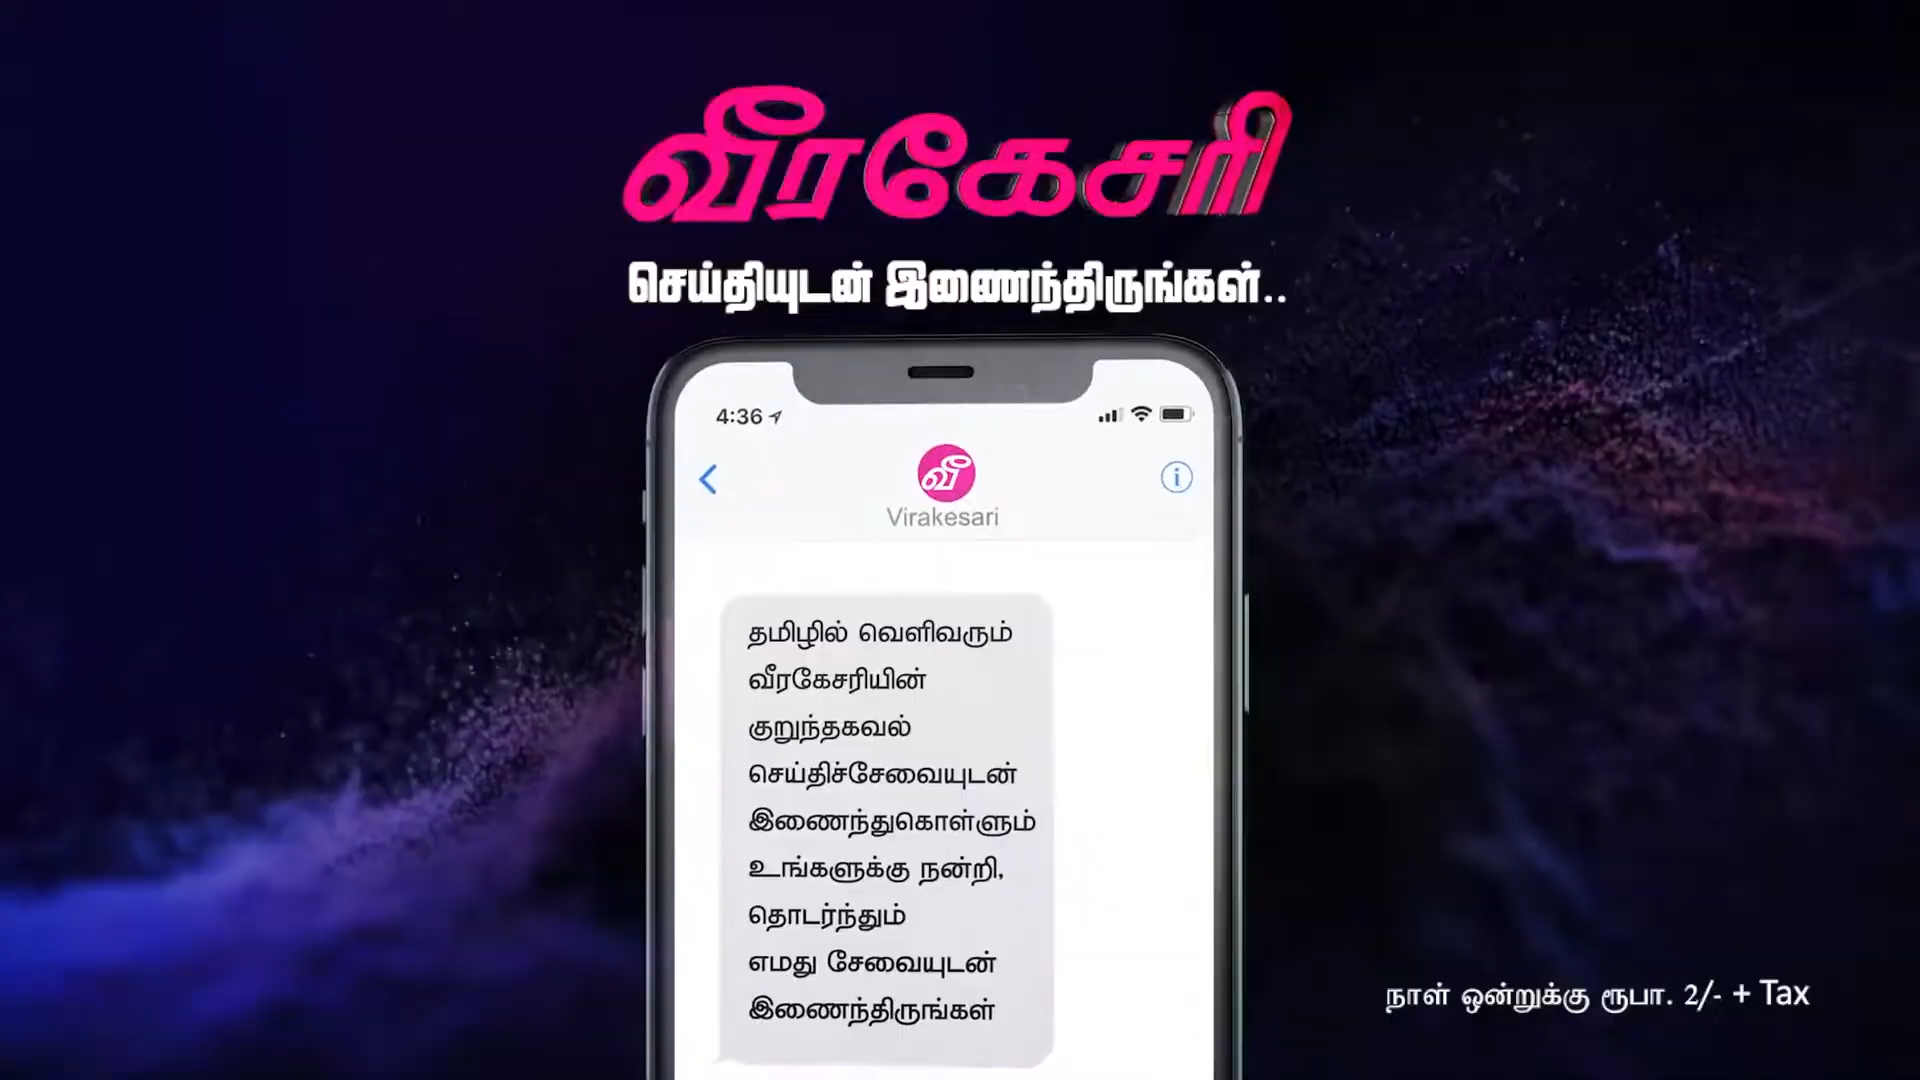 வீரகேசரி
செய்தியுடன் இணைந்திருங்கள்..
4:36
வீ
Virakesari
தமிழில் வெளிவரும்
வீரகேசரியின்
குறுந்தகவல்
செய்திச்சேவையுடன்
இணைந்துகொள்ளும்
உங்களுக்கு நன்றி,
தொடர்ந்தும்
எமது சேவையுடன்
இணைந்திருங்கள்
நாள் ஒன்றுக்கு ரூபா. 2/- + Tax